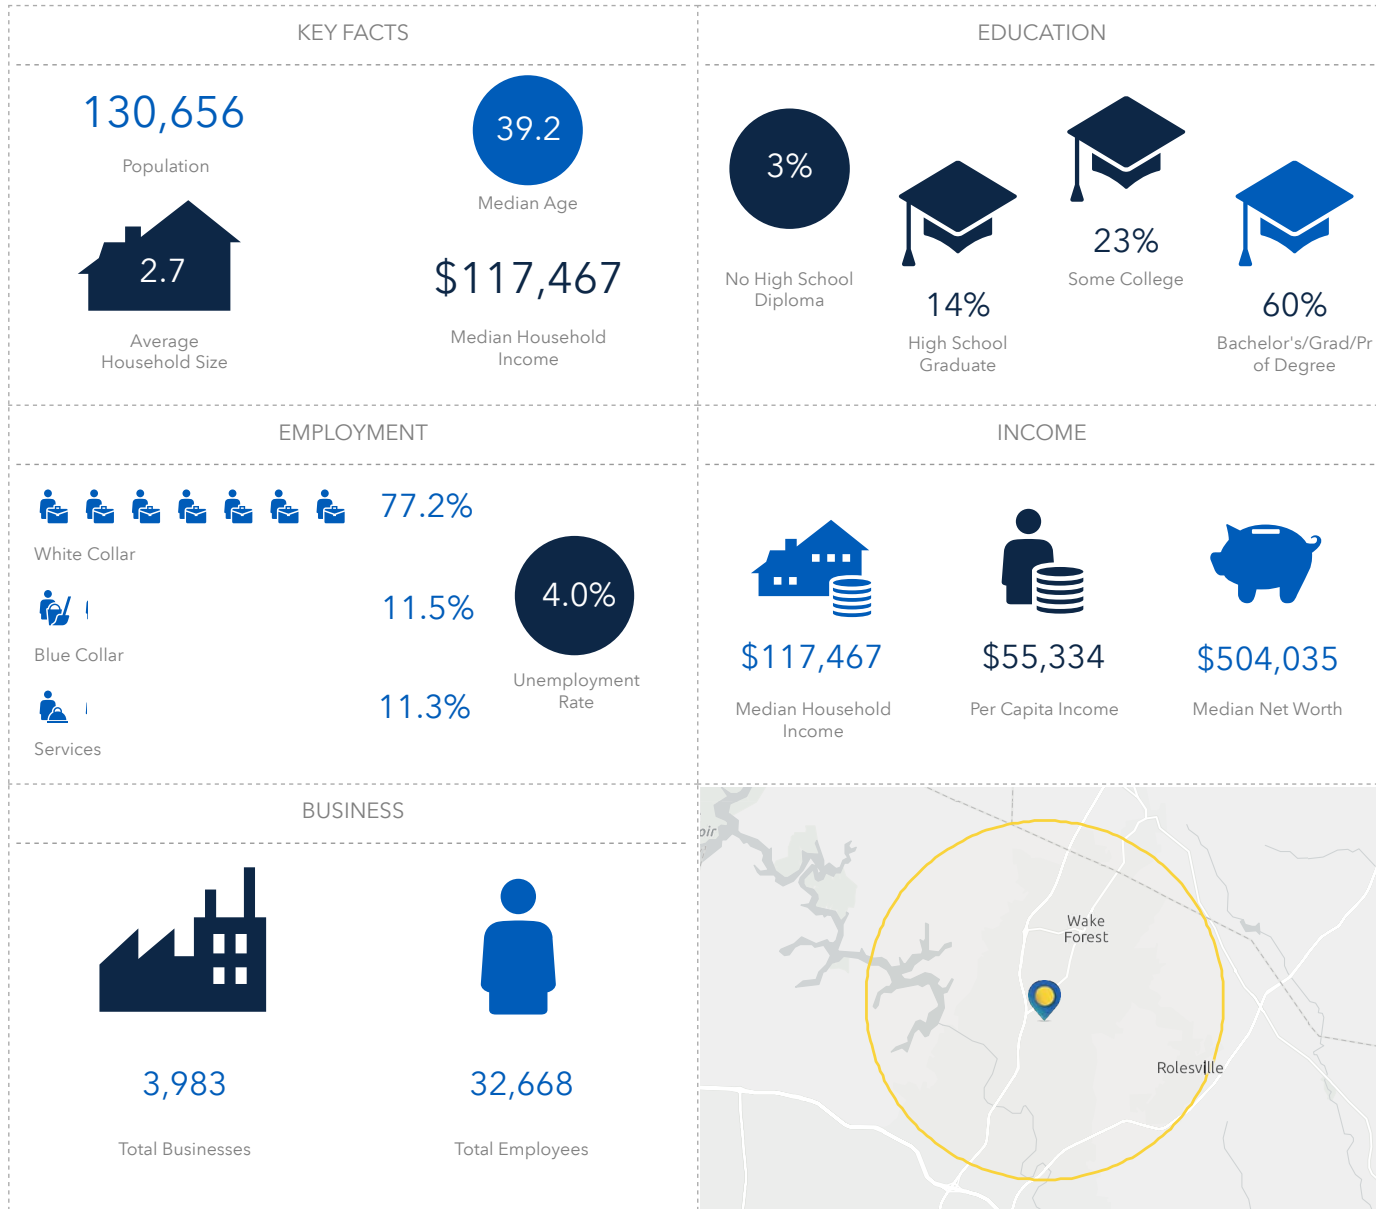 KEY FACTS
130,656
Population
39.2
Median Age
2.7
Average
Household Size
$117,467
Median Household
Income
EDUCATION
3%
No High School
Diploma
14%
High School
Graduate
23%
Some College
60%
Bachelor's/Grad/Pr
of Degree
EMPLOYMENT
77.2%
White Collar
11.5%
Blue Collar
11.3%
Services
4.0%
Unemployment
Rate
INCOME
$117,467
Median Household
Income
$55,334
Per Capita Income
$504,035
Median Net Worth
BUSINESS
3,983
Total Businesses
32,668
Total Employees
oir
Wake
Forest
Rolesville